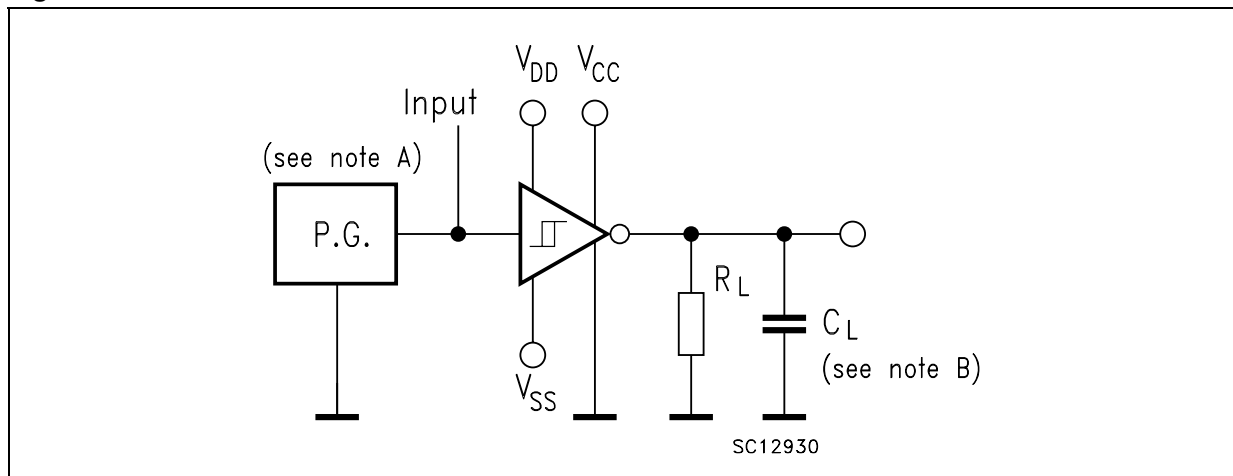 V_DD V_CC
Input
(see note A)
P.G.
R_L
C_L
(see note B)
V_SS
SC12930